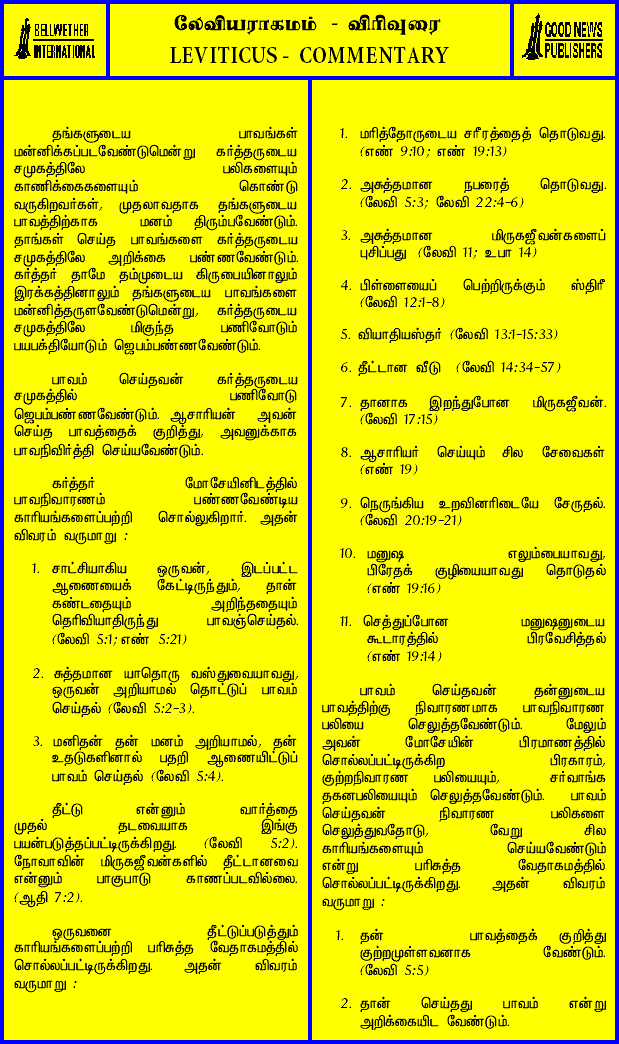 BELLWETHER
INTERNATIONAL
லேவியராகமம் - விரிவுரை
LEVITICUS - COMMENTARY
GOOD NEWS
PUBLISHERS
தங்களுடைய பாவங்கள்
மன்னிக்கப்படவேண்டுமென்று கர்த்தருடைய
சமுகத்திலே பலிகளையும்
காணிக்கைகளையும் கொண்டு
வருகிறவர்கள், முதலாவதாக தங்களுடைய
பாவத்திற்காக மனம் திரும்பவேண்டும்.
தாங்கள் செய்த பாவங்களை கர்த்தருடைய
சமுகத்திலே அறிக்கை பண்ணவேண்டும்.
கர்த்தர் தாமே தம்முடைய கிருபையினாலும்
இரக்கத்தினாலும் தங்களுடைய பாவங்களை
மன்னித்தருளவேண்டுமென்று, கர்த்தருடைய
சமுகத்திலே மிகுந்த பணிவோடும்
பயபக்தியோடும் ஜெபம்பண்ணவேண்டும்.
பாவம் செய்தவன் கர்த்தருடைய
சமுகத்தில் பணிவோடு
ஜெபம்பண்ணவேண்டும். ஆசாரியன் அவன்
செய்த பாவத்தைக் குறித்து, அவனுக்காக
பாவநிவிர்த்தி செய்யவேண்டும்.
கர்த்தர் மோசேயினிடத்தில்
பாவநிவாரணம் பண்ணவேண்டிய
காரியங்களைப்பற்றி சொல்லுகிறார். அதன்
விவரம் வருமாறு :
1. சாட்சியாகிய ஒருவன், இடப்பட்ட
ஆணையைக் கேட்டிருந்தும், தான்
கண்டதையும் அறிந்ததையும்
தெரிவியாதிருந்து பாவஞ்செய்தல்.
(லேவி 5:1; எண் 5:21)
2. சுத்தமான யாதொரு வஸ்துவையாவது,
ஒருவன் அறியாமல் தொட்டுப் பாவம்
செய்தல் (லேவி 5:2-3).
3. மனிதன் தன் மனம் அறியாமல், தன்
உதடுகளினால் பதறி ஆணையிட்டுப்
பாவம் செய்தல் (லேவி 5:4).
தீட்டு என்னும் வார்த்தை
முதல் தடவையாக இங்கு
பயன்படுத்தப்பட்டிருக்கிறது. (லேவி 5:2).
நோவாவின் மிருகஜீவன்களில் தீட்டானவை
என்னும் பாகுபாடு காணப்படவில்லை.
(ஆதி 7:2).
ஒருவனை தீட்டுப்படுத்தும்
காரியங்களைப்பற்றி பரிசுத்த வேதாகமத்தில்
சொல்லப்பட்டிருக்கிறது. அதன் விவரம்
வருமாறு :
1. மரித்தோருடைய சரீரத்தைத் தொடுவது.
(எண் 9:10; எண் 19:13)
2. அசுத்தமான நபரைத் தொடுவது.
(லேவி 5:3; லேவி 22:4-6)
3. அசுத்தமான மிருகஜீவன்களைப்
புசிப்பது (லேவி 11; உபா 14)
4. பிள்ளையைப் பெற்றிருக்கும் ஸ்திரீ
(லேவி 12:1-8)
5. வியாதியஸ்தர் (லேவி 13:1-15:33)
6. தீட்டான வீடு (லேவி 14:34-57)
7. தானாக இறந்துபோன மிருகஜீவன்.
(லேவி 17:15)
8. ஆசாரியர் செய்யும் சில சேவைகள்
(எண் 19)
9. நெருங்கிய உறவினரிடையே சேருதல்.
(லேவி 20:19-21)
10. மனுஷ எலும்பையாவது,
பிரேதக் குழியையாவது தொடுதல்
(எண் 19:16)
11. செத்துப்போன மனுஷனுடைய
கூடாரத்தில் பிரவேசித்தல்
(எண் 19:14)
பாவம் செய்தவன் தன்னுடைய
பாவத்திற்கு நிவாரணமாக பாவநிவாரண
பலியை செலுத்தவேண்டும். மேலும்
அவன் மோசேயின் பிரமாணத்தில்
சொல்லப்பட்டிருக்கிற பிரகாரம்,
குற்றநிவாரண பலியையும், சர்வாங்க
தகனபலியையும் செலுத்தவேண்டும். பாவம்
செய்தவன் நிவாரண பலிகளை
செலுத்துவதோடு, வேறு சில
காரியங்களையும் செய்யவேண்டும்
என்று பரிசுத்த வேதாகமத்தில்
சொல்லப்பட்டிருக்கிறது. அதன் விவரம்
வருமாறு :
1. தன் பாவத்தைக் குறித்து
குற்றமுள்ளவனாக வேண்டும்.
(லேவி 5:5)
2. தான் செய்தது பாவம் என்று
அறிக்கையிட வேண்டும்.